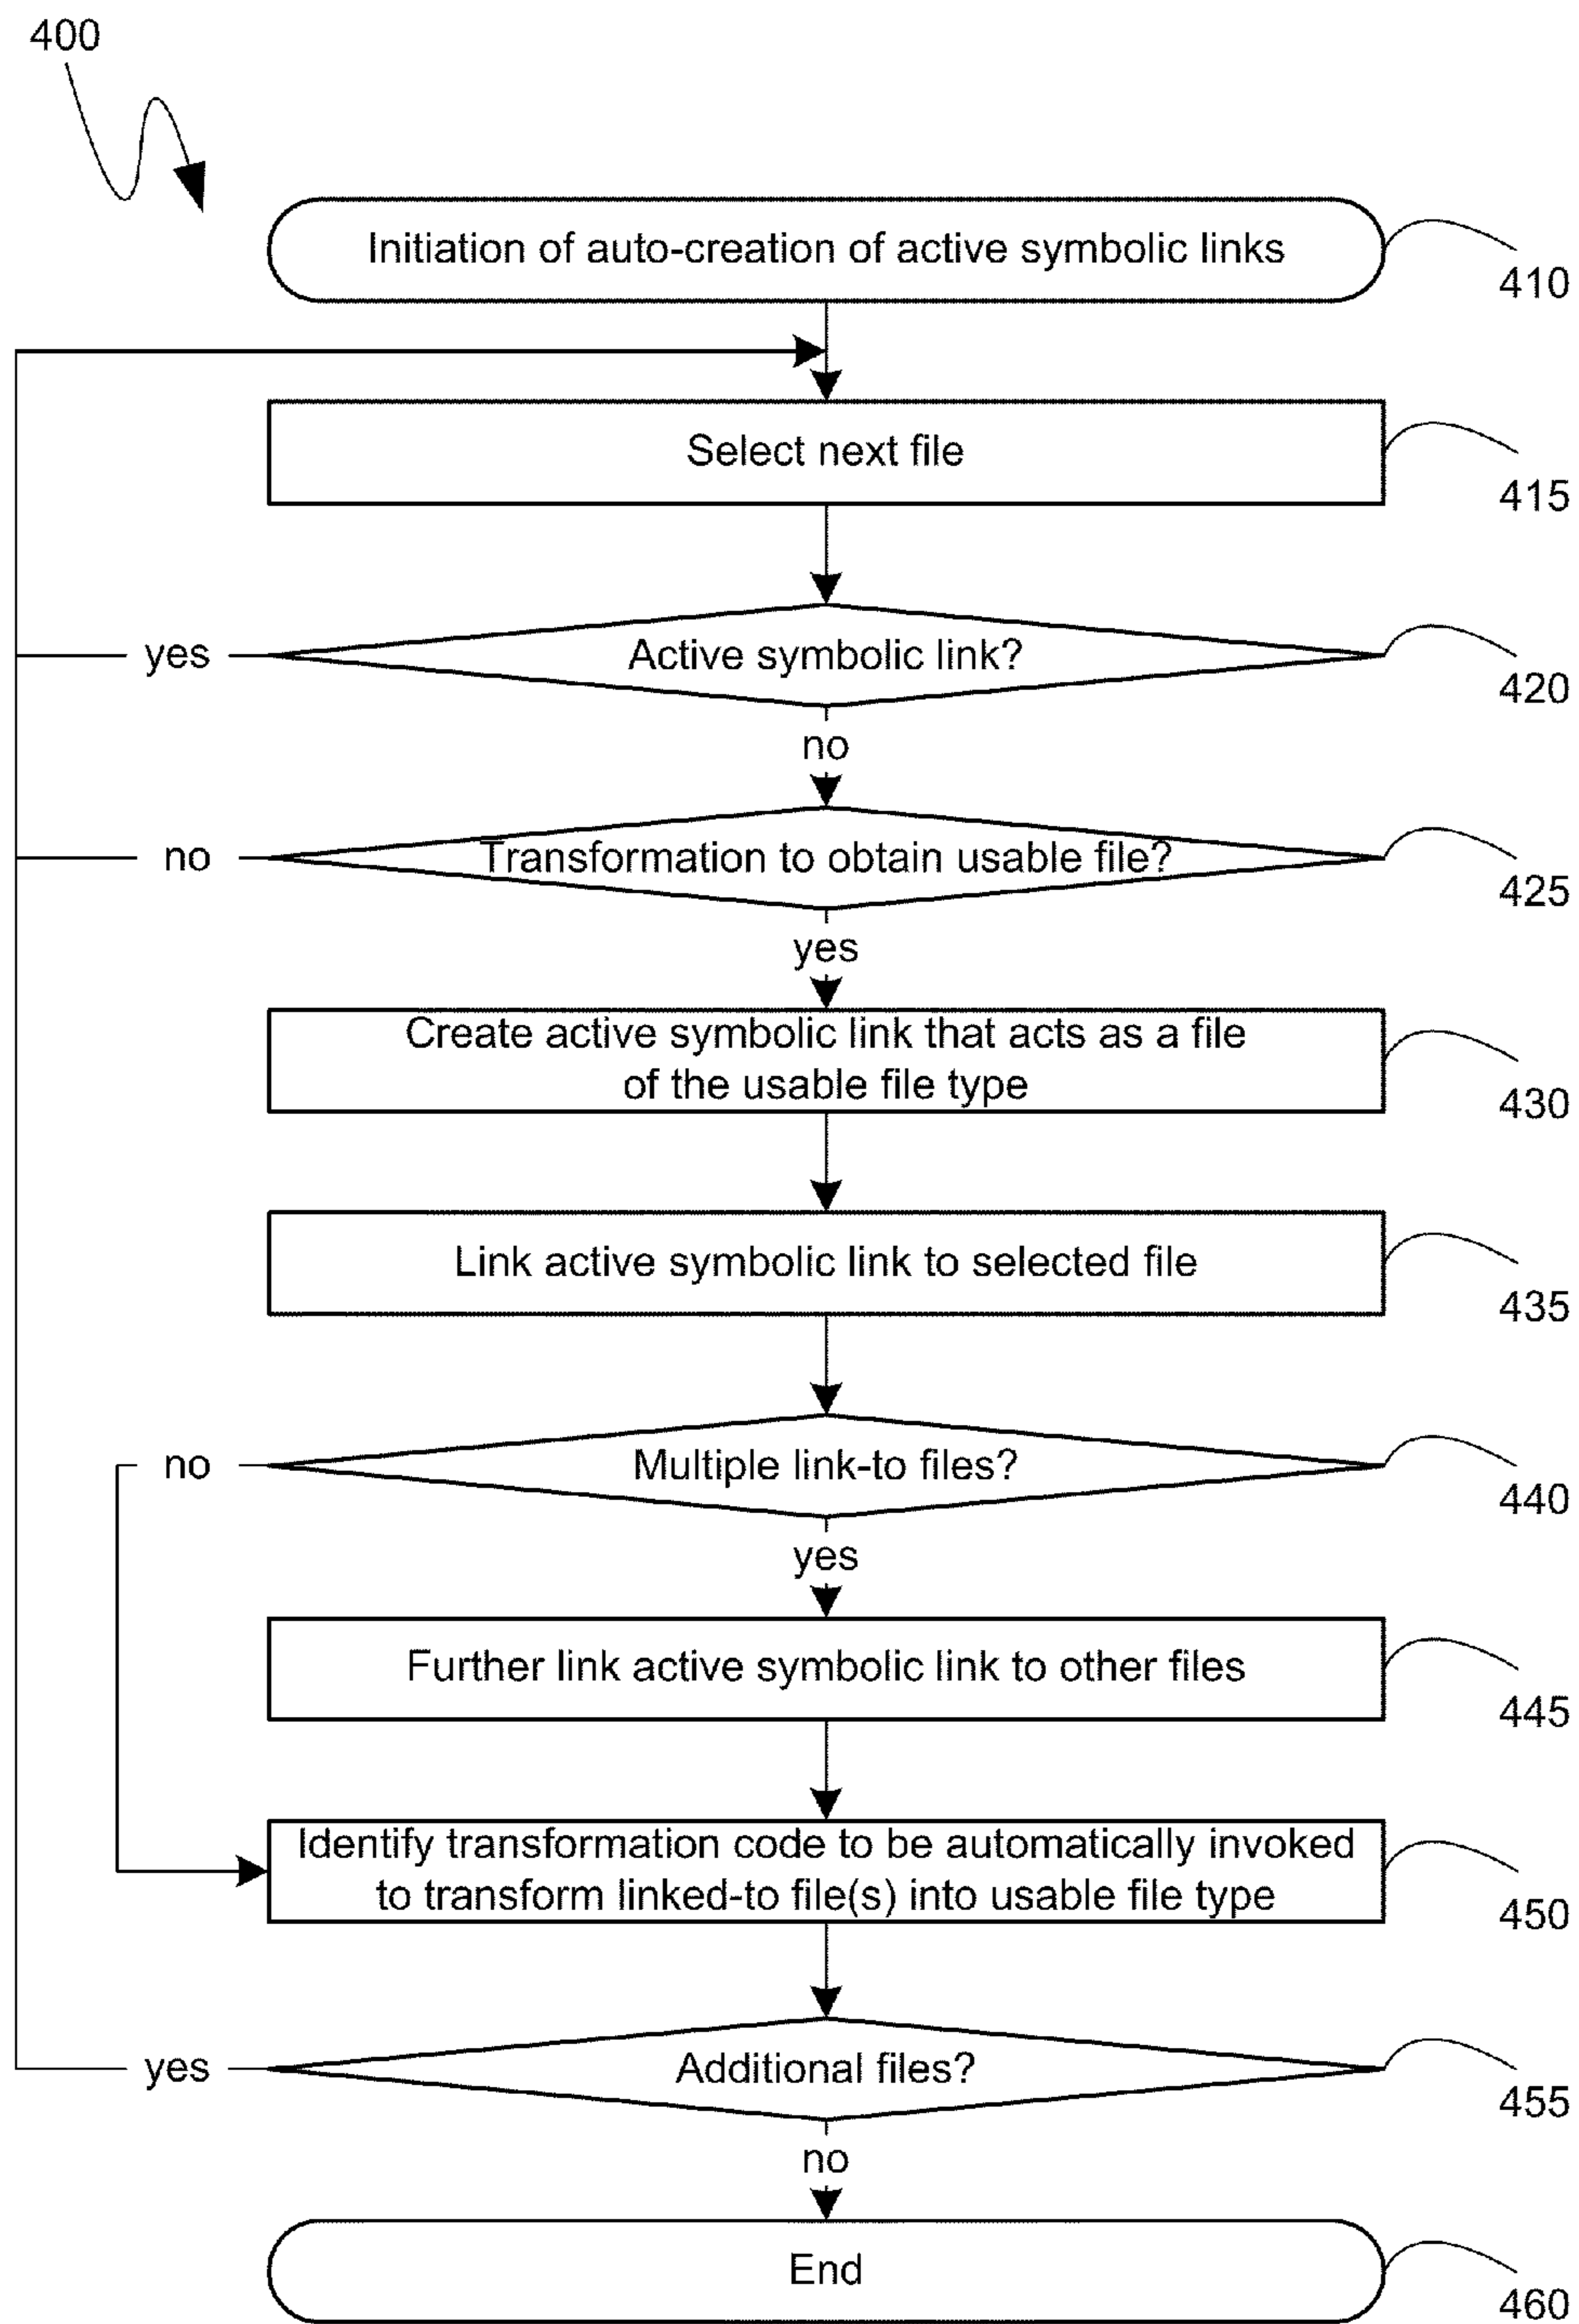 400
Initiation of auto-creation of active symbolic links
410
Select next file
415
yes
Active symbolic link?
420
no
no
Transformation to obtain usable file?
425
yes
Create active symbolic link that acts as a file
of the usable file type
430
Link active symbolic link to selected file
435
no
Multiple link-to files?
440
yes
Further link active symbolic link to other files
445
Identify transformation code to be automatically invoked
to transform linked-to file(s) into usable file type
450
yes
Additional files?
455
no
End
460